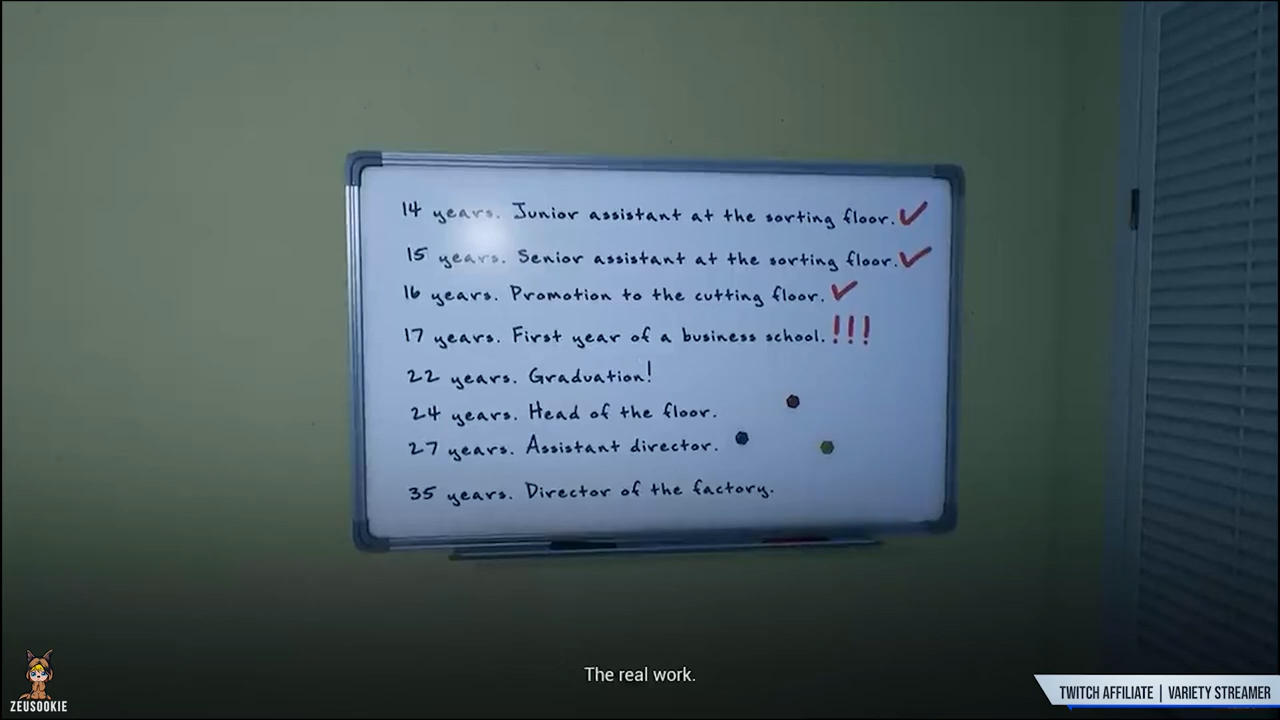 14 years. Junior assistant at the sorting floor.
15 years. Senior assistant at the sorting floor.
16 years. Promotion to the cutting floor.
17 years. First year of a business school. !!!
22 years. Graduation!
24 years. Head of the floor.
27 years. Assistant director.
35 years. Director of the factory.
The real work.
ZEUSOOKIE
TWITCH AFFILIATE | VARIETY STREAMER